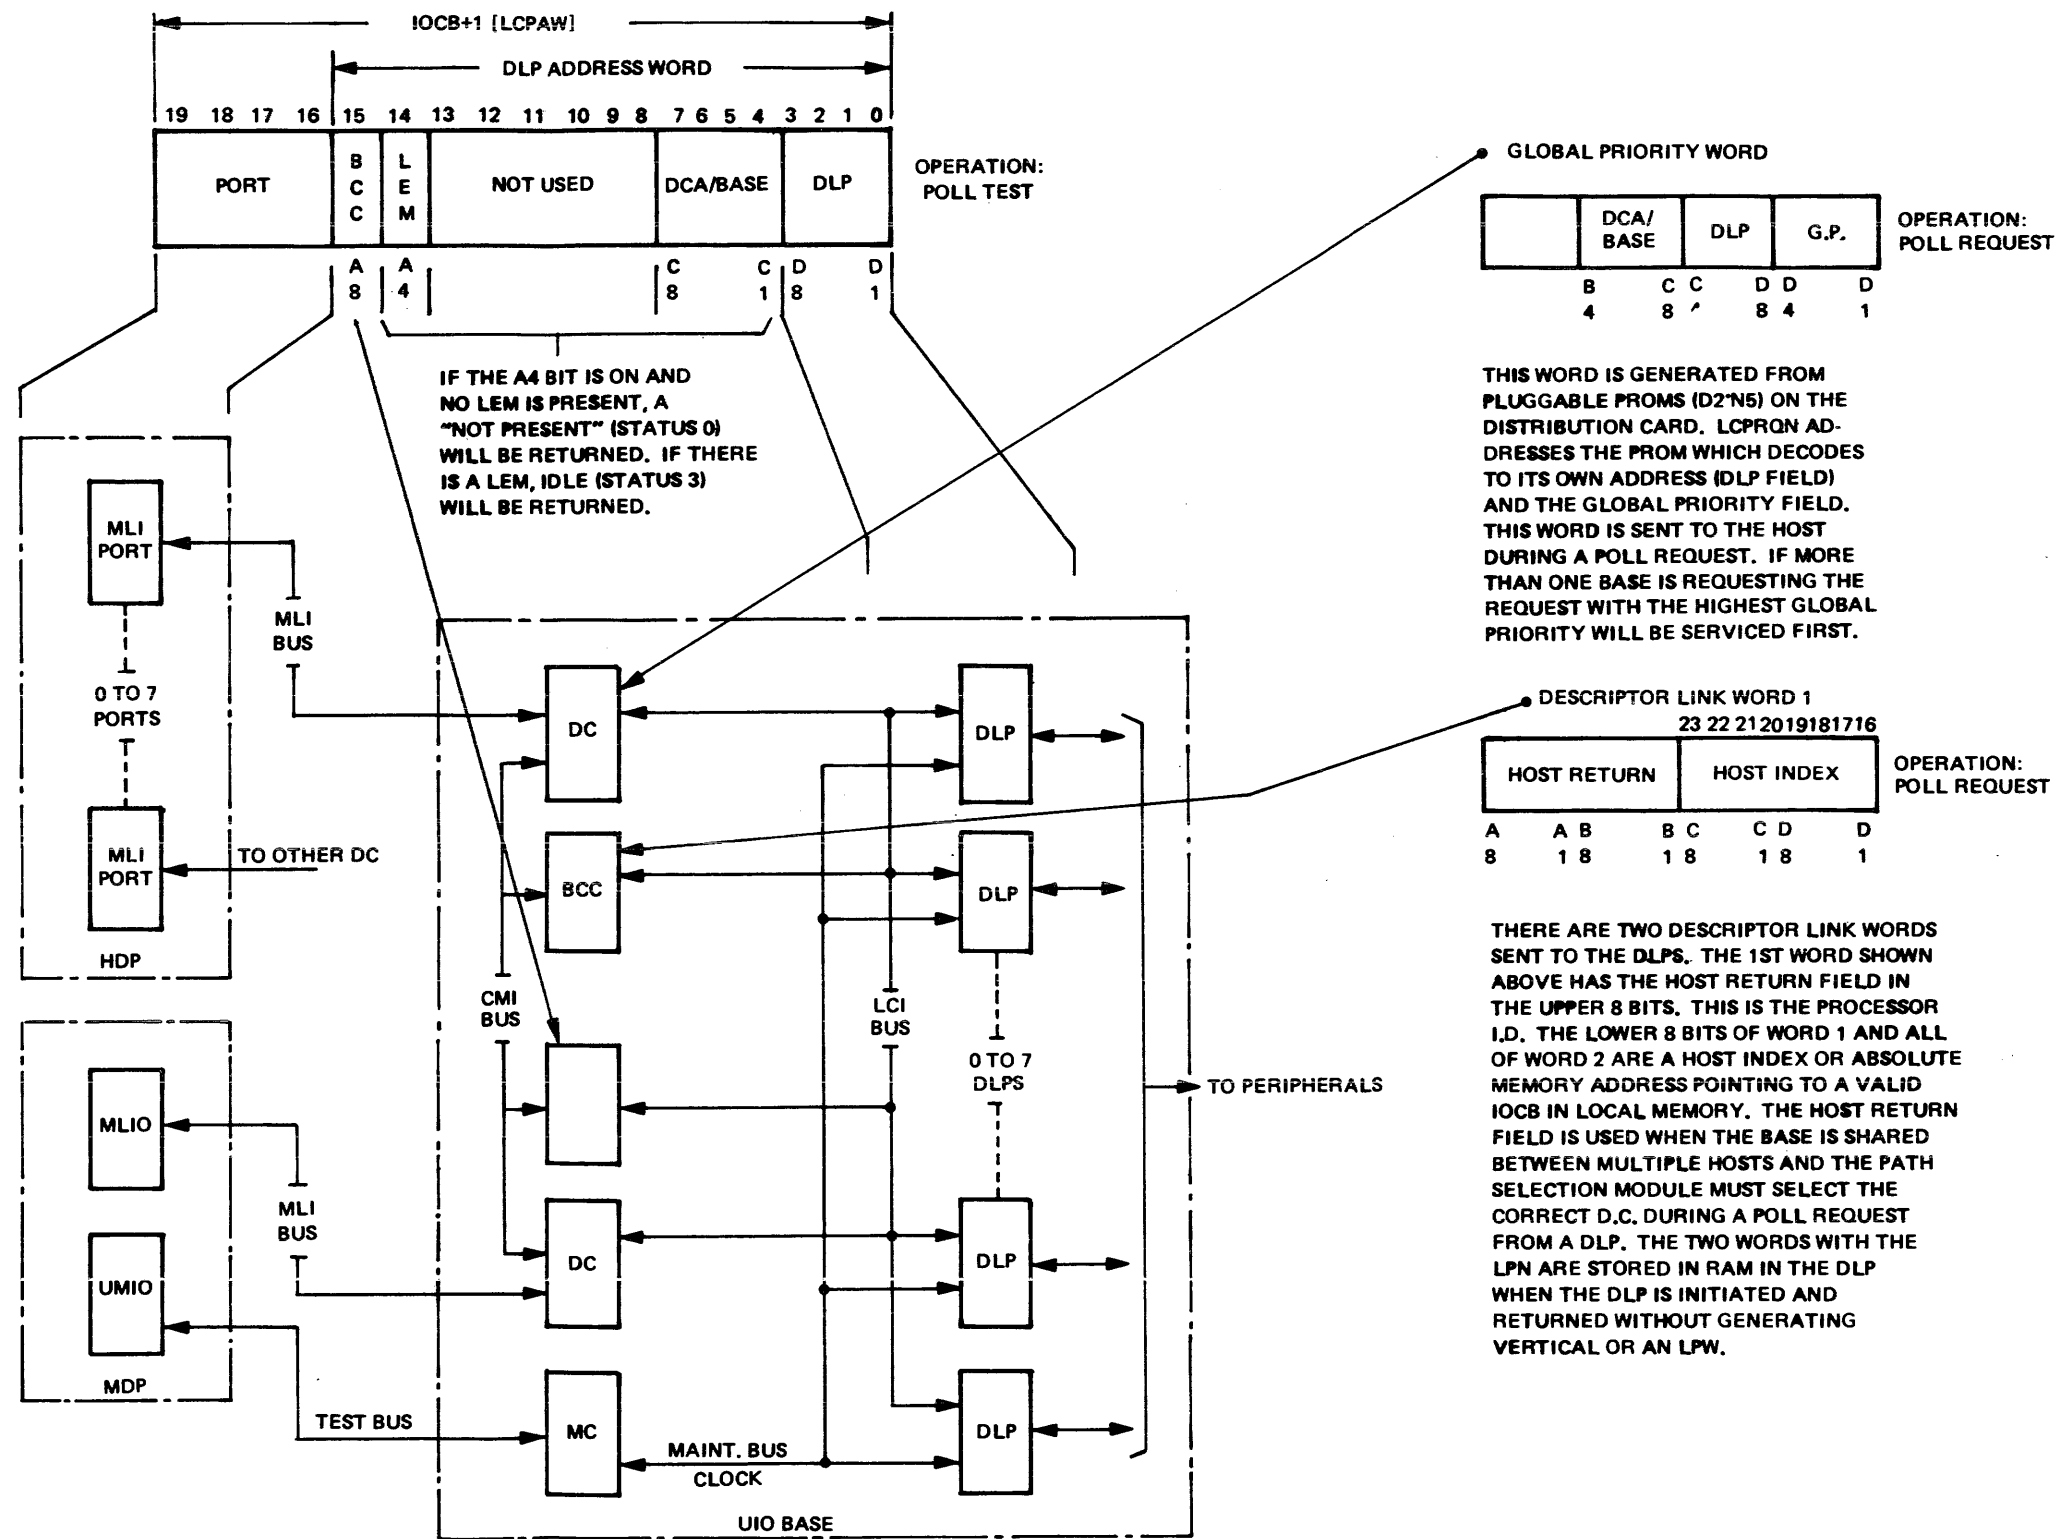 IOCB+1 [LCPAW]
DLP ADDRESS WORD
19 18 17 16 15 14 13 12 11 10 9 8 7 6 5 4 3 2 1 0
PORT
B
C
C
L
E
M
NOT USED
DCA/BASE
DLP
OPERATION:
POLL TEST
A A C C D D
8 4 8 1 8 1
IF THE A4 BIT IS ON AND
NO LEM IS PRESENT, A
"NOT PRESENT" (STATUS 0)
WILL BE RETURNED. IF THERE
IS A LEM, IDLE (STATUS 3)
WILL BE RETURNED.
GLOBAL PRIORITY WORD
DCA/
BASE
DLP
G.P.
OPERATION:
POLL REQUEST
B C C D D D
4 8 8 4 1
THIS WORD IS GENERATED FROM
PLUGGABLE PROMS (D2*N5) ON THE
DISTRIBUTION CARD. LCPRQN AD-
DRESSES THE PROM WHICH DECODES
TO ITS OWN ADDRESS (DLP FIELD)
AND THE GLOBAL PRIORITY FIELD.
THIS WORD IS SENT TO THE HOST
DURING A POLL REQUEST. IF MORE
THAN ONE BASE IS REQUESTING THE
REQUEST WITH THE HIGHEST GLOBAL
PRIORITY WILL BE SERVICED FIRST.
DESCRIPTOR LINK WORD 1
23 22 21 20 19 18 17 16
HOST RETURN
HOST INDEX
OPERATION:
POLL REQUEST
A A B B C C D D
8 1 8 1 8 1 8 1
THERE ARE TWO DESCRIPTOR LINK WORDS
SENT TO THE DLPS. THE 1ST WORD SHOWN
ABOVE HAS THE HOST RETURN FIELD IN
THE UPPER 8 BITS. THIS IS THE PROCESSOR
I.D. THE LOWER 8 BITS OF WORD 1 AND ALL
OF WORD 2 ARE A HOST INDEX OR ABSOLUTE
MEMORY ADDRESS POINTING TO A VALID
IOCB IN LOCAL MEMORY. THE HOST RETURN
FIELD IS USED WHEN THE BASE IS SHARED
BETWEEN MULTIPLE HOSTS AND THE PATH
SELECTION MODULE MUST SELECT THE
CORRECT D.C. DURING A POLL REQUEST
FROM A DLP. THE TWO WORDS WITH THE
LPN ARE STORED IN RAM IN THE DLP
WHEN THE DLP IS INITIATED AND
RETURNED WITHOUT GENERATING
VERTICAL OR AN LPW.
MLI
PORT
0 TO 7
PORTS
MLI
PORT
HDP
MLI
BUS
TO OTHER DC
MLIO
UMIO
MDP
MLI
BUS
TEST BUS
DC
BCC
CMI
BUS
DC
MC
MAINT. BUS
CLOCK
LCI
BUS
DLP
DLP
0 TO 7
DLPS
DLP
DLP
TO PERIPHERALS
UIO BASE